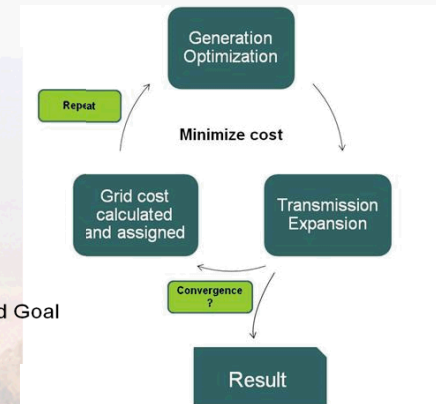 Generation
Optimization
Repeat
Minimize cost
Grid cost
calculated
and assigned
Transmission
Expansion
Convergence
?
d Goal
Result